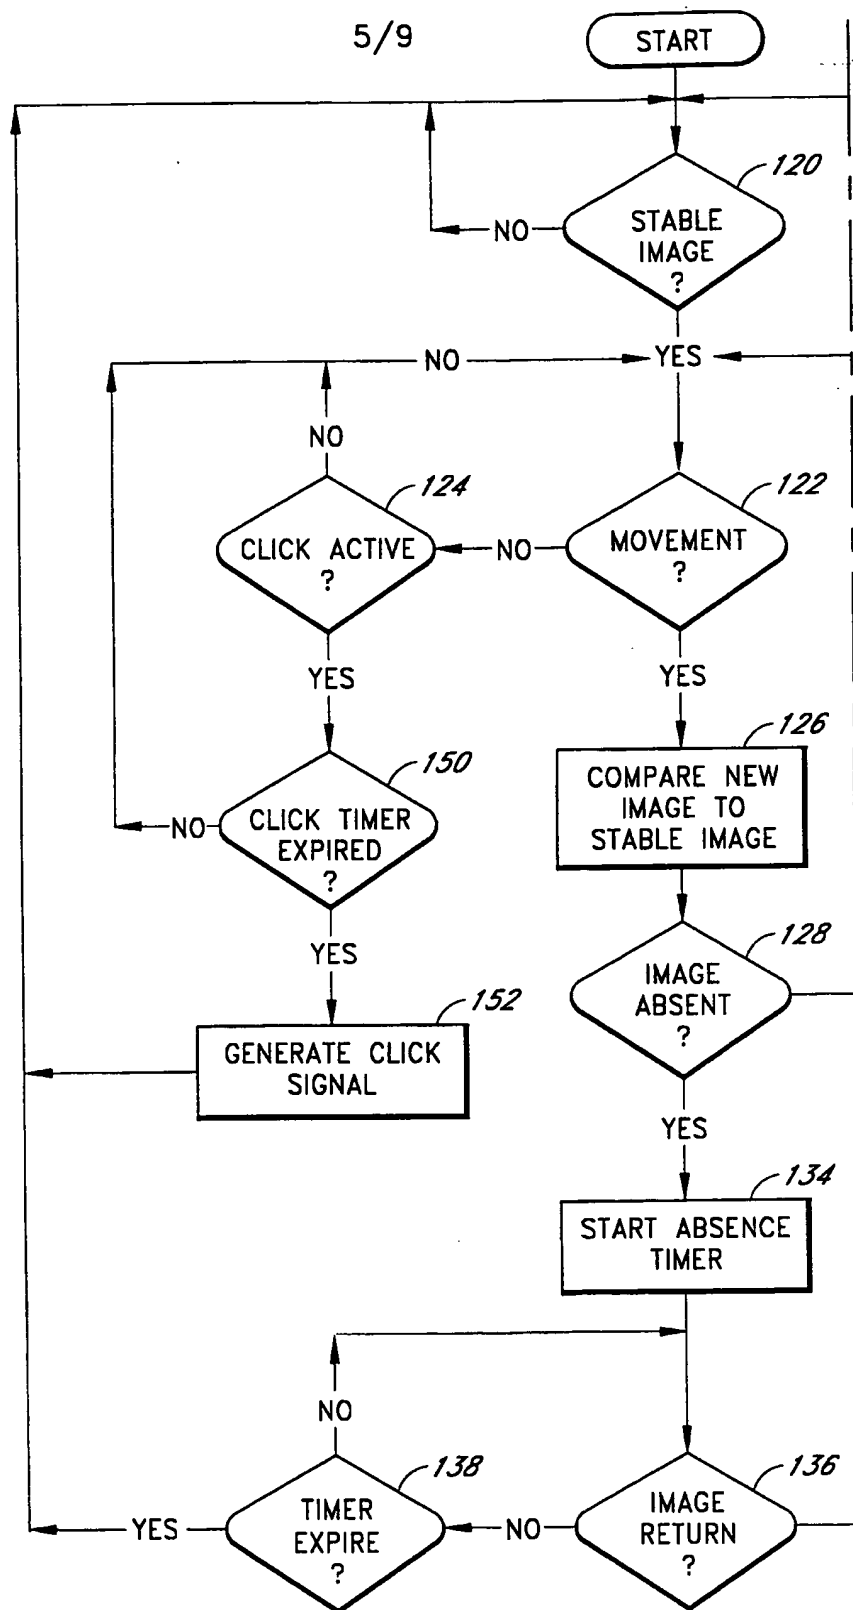 5/9
START
120
STABLE
IMAGE
?
NO
YES
NO
NO
124
CLICK ACTIVE
?
NO
122
MOVEMENT
?
YES
YES
126
COMPARE NEW
IMAGE TO
STABLE IMAGE
150
CLICK TIMER
EXPIRED
?
NO
YES
128
IMAGE
ABSENT
?
152
GENERATE CLICK
SIGNAL
YES
134
START ABSENCE
TIMER
NO
138
TIMER
EXPIRE
?
YES
NO
136
IMAGE
RETURN
?